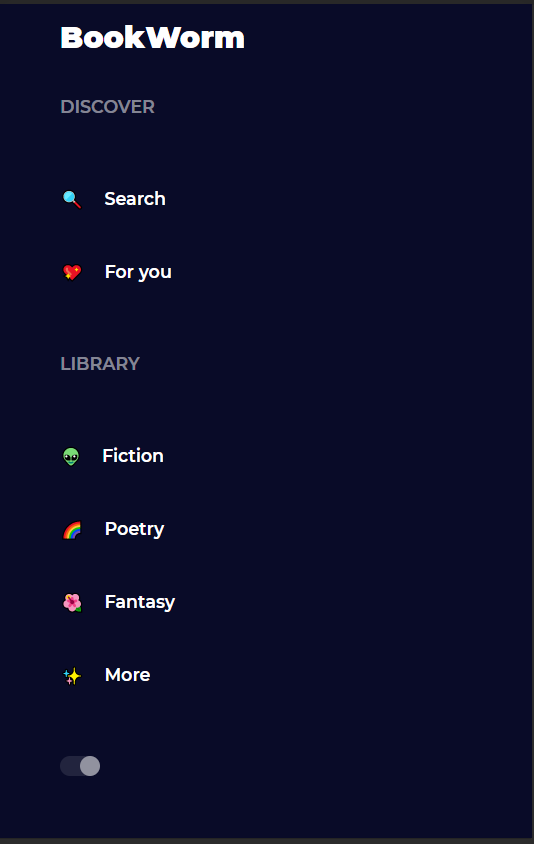 BookWorm
DISCOVER
Search
For you
LIBRARY
Fiction
Poetry
Fantasy
More